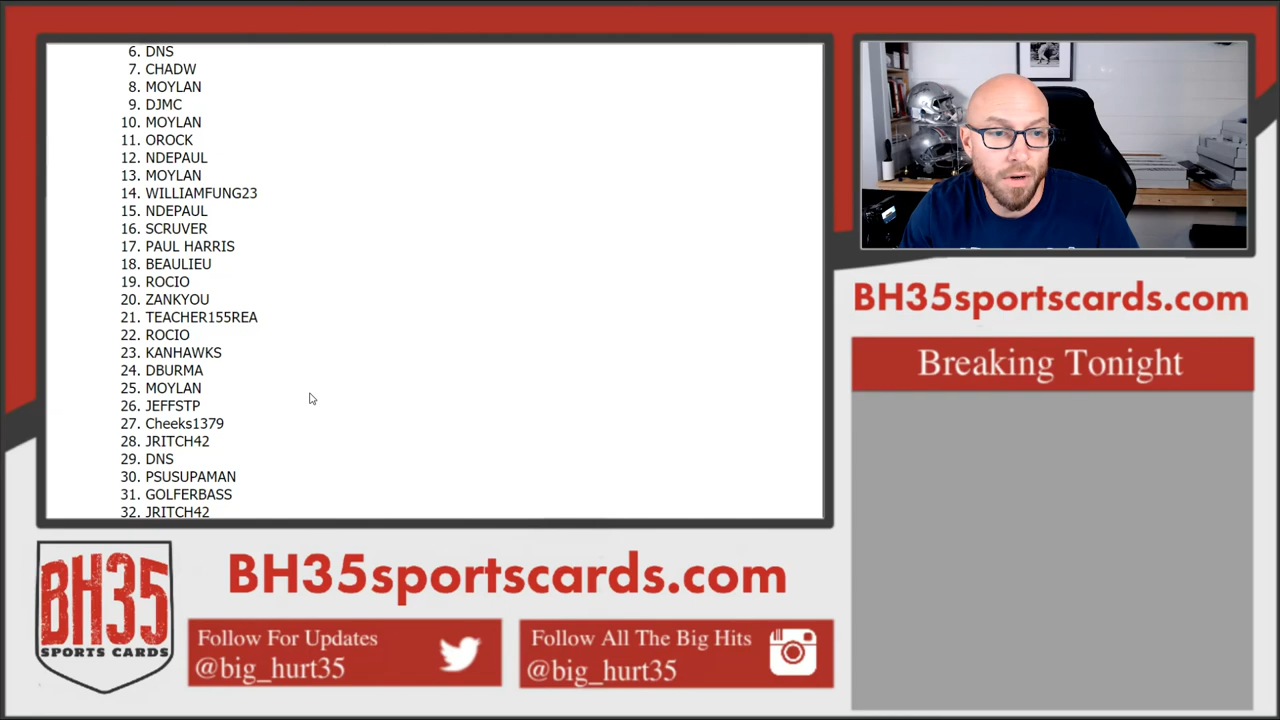 6. DNS
7. CHADW
8. MOYLAN
9. DJMC
10. MOYLAN
11. OROCK
12. NDEPAUL
13. MOYLAN
14. WILLIAMFUNG23
15. NDEPAUL
16. SCRUVER
17. PAUL HARRIS
18. BEAULIEU
19. ROCIO
20. ZANKYOU
21. TEACHER155REA
22. ROCIO
23. KANHAWKS
24. DBURMA
25. MOYLAN
26. JEFFSTP
27. Cheeks1379
28. JRITCH42
29. DNS
30. PSUSUPAMAN
31. GOLFERBASS
32. JRITCH42
BH35sportscards.com
Breaking Tonight
BH35
SPORTS CARDS
BH35sportscards.com
Follow For Updates
@big_hurt35
Follow All The Big Hits
@big_hurt35